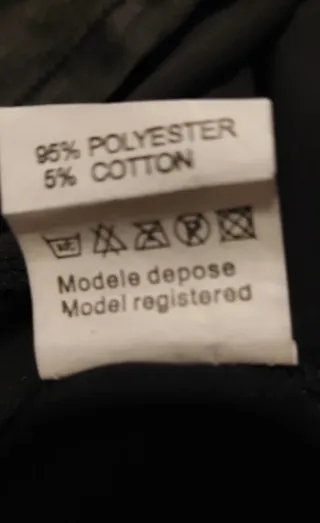 95% POLYESTER
5% COTTON
Modele depose
Model registered